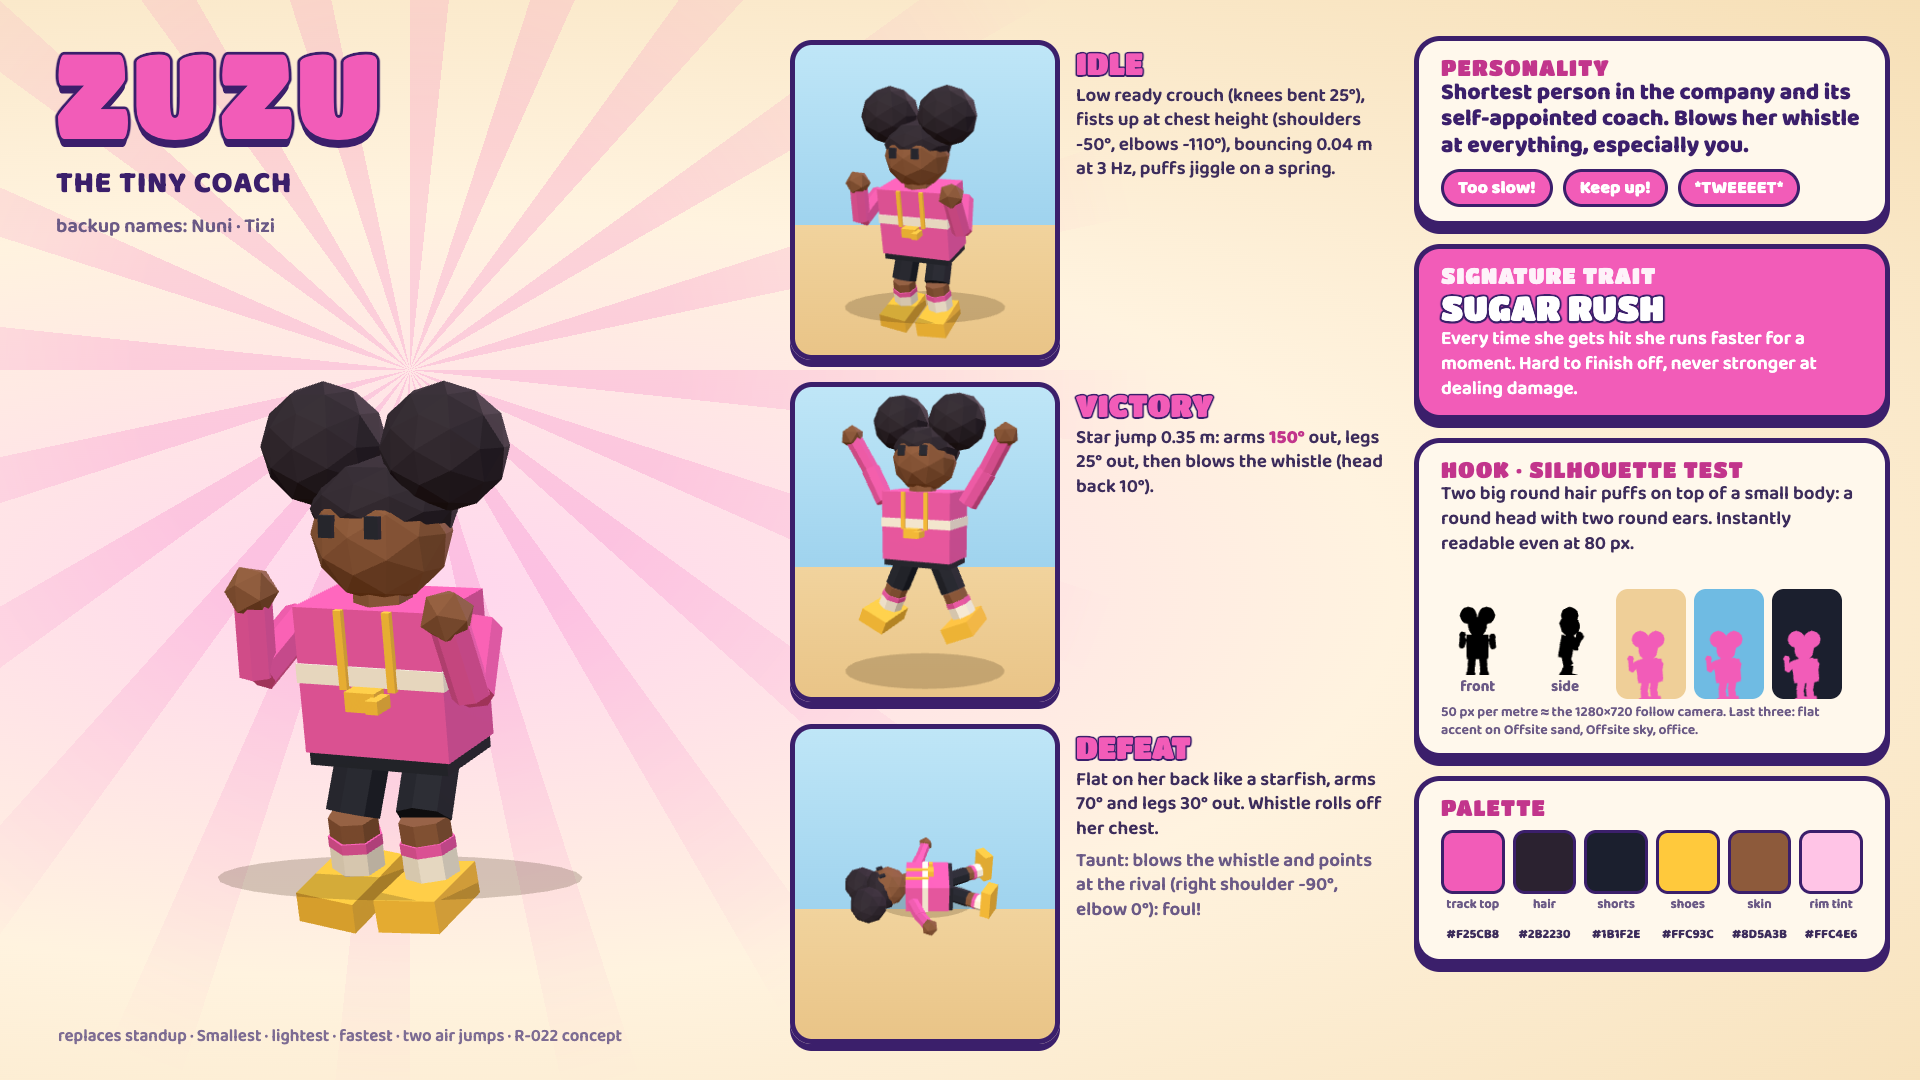 ZUZU
THE TINY COACH
backup names: Nuni · Tizi
replaces standup · Smallest · lightest · fastest · two air jumps · R-022 concept
IDLE
Low ready crouch (knees bent 25°),
fists up at chest height (shoulders
-50°, elbows -110°), bouncing 0.04 m
at 3 Hz, puffs jiggle on a spring.
VICTORY
Star jump 0.35 m: arms 150° out, legs
25° out, then blows the whistle (head
back 10°).
DEFEAT
Flat on her back like a starfish, arms
70° and legs 30° out. Whistle rolls off
her chest.
Taunt: blows the whistle and points
at the rival (right shoulder -90°,
elbow 0°): foul!
PERSONALITY
Shortest person in the company and its
self-appointed coach. Blows her whistle
at everything, especially you.
Too slow! Keep up! *TWEEEET*
SIGNATURE TRAIT
SUGAR RUSH
Every time she gets hit she runs faster for a
moment. Hard to finish off, never stronger at
dealing damage.
HOOK · SILHOUETTE TEST
Two big round hair puffs on top of a small body: a
round head with two round ears. Instantly
readable even at 80 px.
front side
50 px per metre ≈ the 1280×720 follow camera. Last three: flat
accent on Offsite sand, Offsite sky, office.
PALETTE
track top hair shorts shoes skin rim tint
#F25CB8 #2B2230 #1B1F2E #FFC93C #8D5A3B #FFC4E6